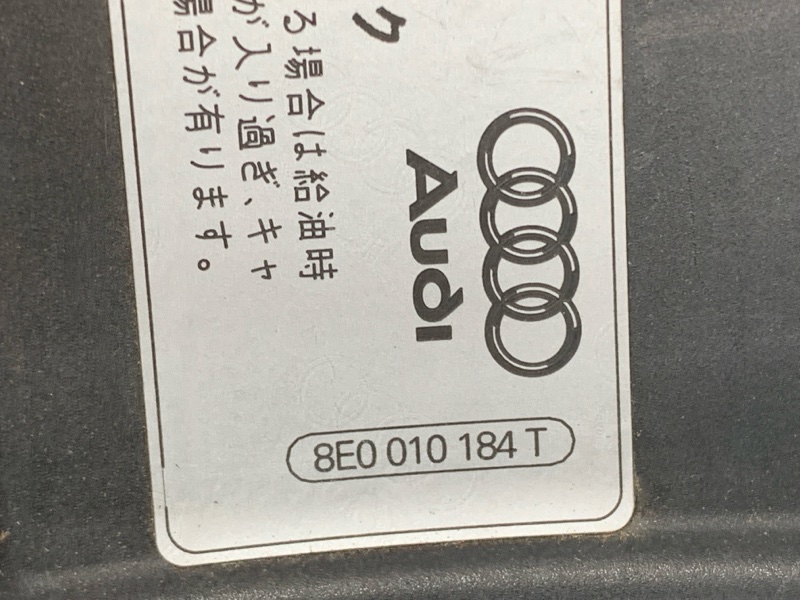 Audi
ク
る場合は給油時
が入り過ぎ、キャ
場合が有ります。
8E0 010 184 T